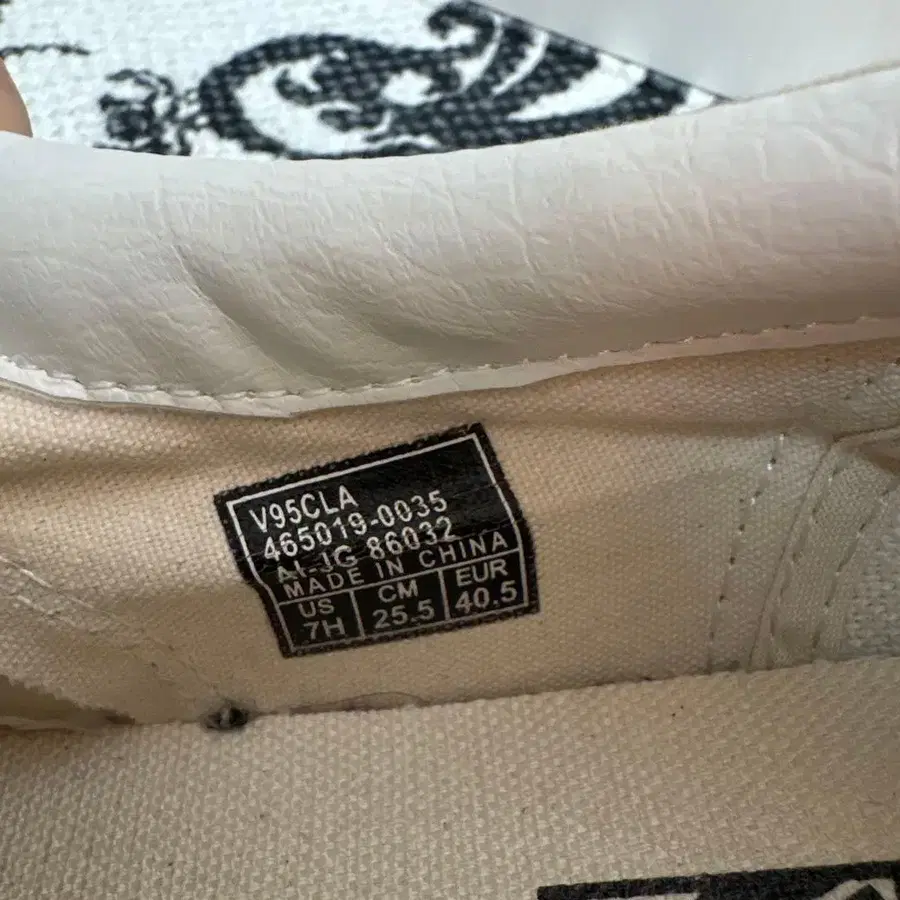 V95CLA
465019-0035
AI-JG 86032
MADE IN CHINA
US CM EUR
7H 25.5 40.5